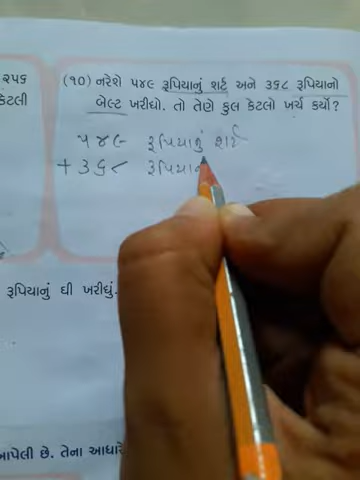 ૨૫૬
કેટલી
(૧૦) નરેશે ૫૪૯ રૂપિયાનું શર્ટ અને ૩૬૮ રૂપિયાનો
બેલ્ટ ખરીધો. તો તેણે કુલ કેટલો ખર્ચ કર્યો?
૫૪૯ રૂપિયાનું શર્ટ
+ ૩૬૮ રૂપિયાન
રૂપિયાનું ઘી ખરીધું.
આપેલી છે. તેના આધારે